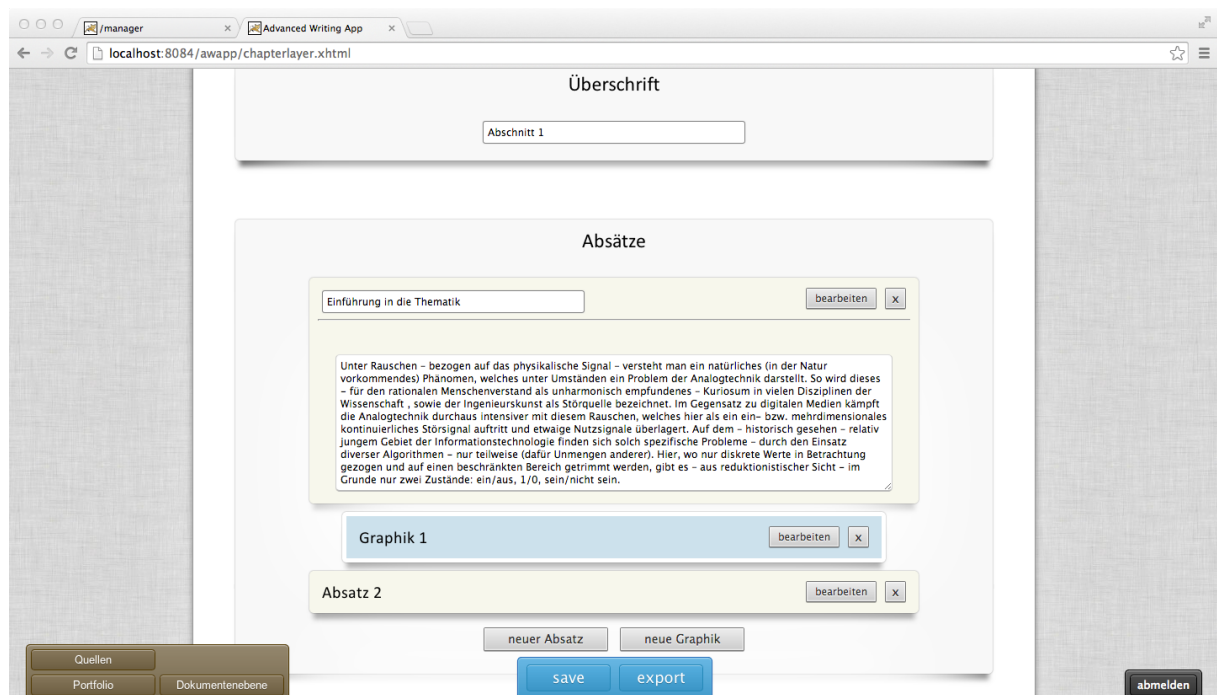 /manager
x
Advanced Writing App
x
localhost:8084/awapp/chapterlayer.xhtml
Überschrift
Abschnitt 1
Absätze
Einführung in die Thematik
bearbeiten
x
Unter Rauschen – bezogen auf das physikalische Signal – versteht man ein natürliches (in der Natur
vorkommendes) Phänomen, welches unter Umständen ein Problem der Analogtechnik darstellt. So wird dieses
– für den rationalen Menschenverstand als unharmonisch empfundenes – Kuriosum in vielen Disziplinen der
Wissenschaft , sowie der Ingenieurskunst als Störquelle bezeichnet. Im Gegensatz zu digitalen Medien kämpft
die Analogtechnik durchaus intensiver mit diesem Rauschen, welches hier als ein ein– bzw. mehrdimensionales
kontinuierliches Störsignal auftritt und etwaige Nutzsignale überlagert. Auf dem – historisch gesehen – relativ
jungem Gebiet der Informationstechnologie finden sich solch spezifische Probleme – durch den Einsatz
diverser Algorithmen – nur teilweise (dafür Unmengen anderer). Hier, wo nur diskrete Werte in Betrachtung
gezogen und auf einen beschränkten Bereich getrimmt werden, gibt es – aus reduktionistischer Sicht – im
Grunde nur zwei Zustände: ein/aus, 1/0, sein/nicht sein.
Graphik 1
bearbeiten
x
Absatz 2
bearbeiten
x
neuer Absatz
neue Graphik
save
export
Quellen
Portfolio
Dokumentenebene
abmelden